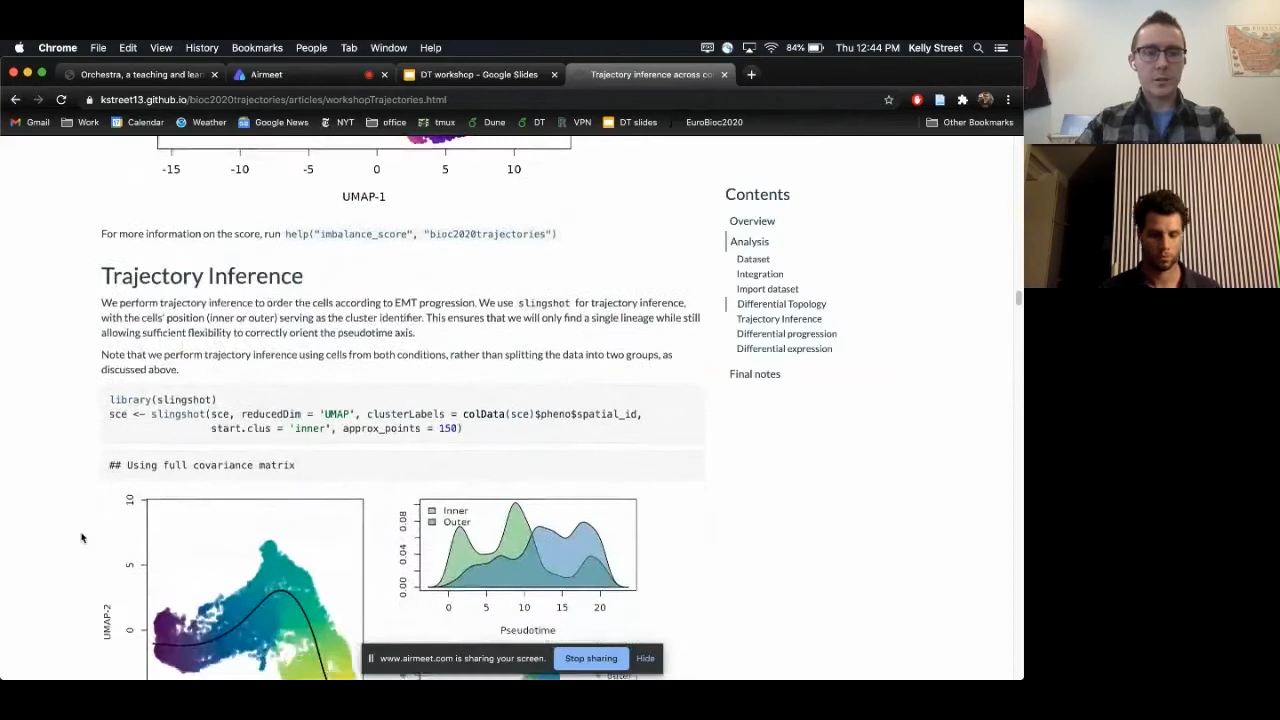 Chrome File Edit View History Bookmarks People Tab Window Help 84% Thu 12:44 PM Kelly Street
Orchestra, a teaching and lear Airmeet DT workshop - Google Slides Trajectory inference across co
kstreet13.github.io/bioc2020trajectories/articles/workshopTrajectories.html
Gmail Work Calendar Weather Google News NYT office tmux Dune DT VPN DT slides EuroBioc2020 Other Bookmarks
-15 -10 -5 0 5 10
UMAP-1
For more information on the score, run help("imbalance_score", "bioc2020trajectories")
Trajectory Inference
We perform trajectory inference to order the cells according to EMT progression. We use slingshot for trajectory inference,
with the cells' position (inner or outer) serving as the cluster identifier. This ensures that we will only find a single lineage while still
allowing sufficient flexibility to correctly orient the pseudotime axis.
Note that we perform trajectory inference using cells from both conditions, rather than splitting the data into two groups, as
discussed above.
library(slingshot)
sce <- slingshot(sce, reducedDim = 'UMAP', clusterLabels = colData(sce)$pheno$spatial_id,
start.clus = 'inner', approx_points = 150)
## Using full covariance matrix
10
5
0
UMAP-2
Inner
Outer
0.08
0.04
0.00
0 5 10 15 20
Pseudotime
www.airmeet.com is sharing your screen. Stop sharing Hide
Contents
Overview
Analysis
Dataset
Integration
Import dataset
Differential Topology
Trajectory Inference
Differential progression
Differential expression
Final notes